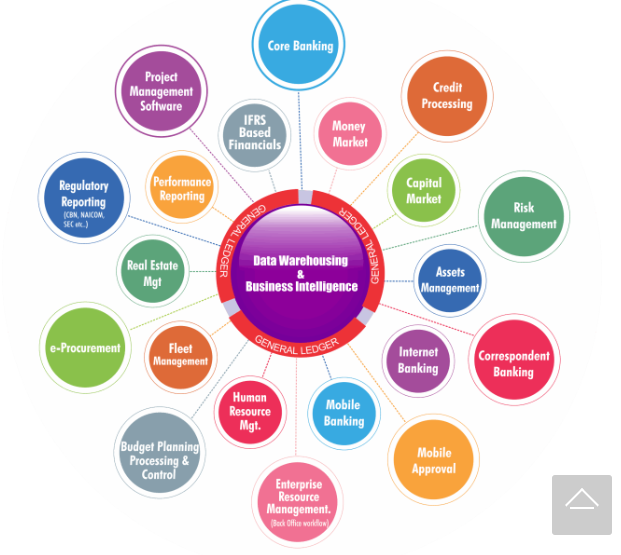 Core Banking
Project
Management
Software
Credit
Processing
IFRS
Based
Financials
Money
Market
Regulatory
Reporting
(CBN, NAICOM,
SEC etc..)
Performance
Reporting
Capital
Market
Risk
Management
GENERAL LEDGER
GENERAL LEDGER
Data Warehousing
&
Business Intelligence
Real Estate
Mgt
Assets
Management
GENERAL LEDGER
e-Procurement
Fleet
Management
Internet
Banking
Correspondent
Banking
Human
Resource
Mgt.
Mobile
Banking
Budget Planning
Processing &
Control
Mobile
Approval
Enterprise
Resource
Management.
(Back Office workflow)